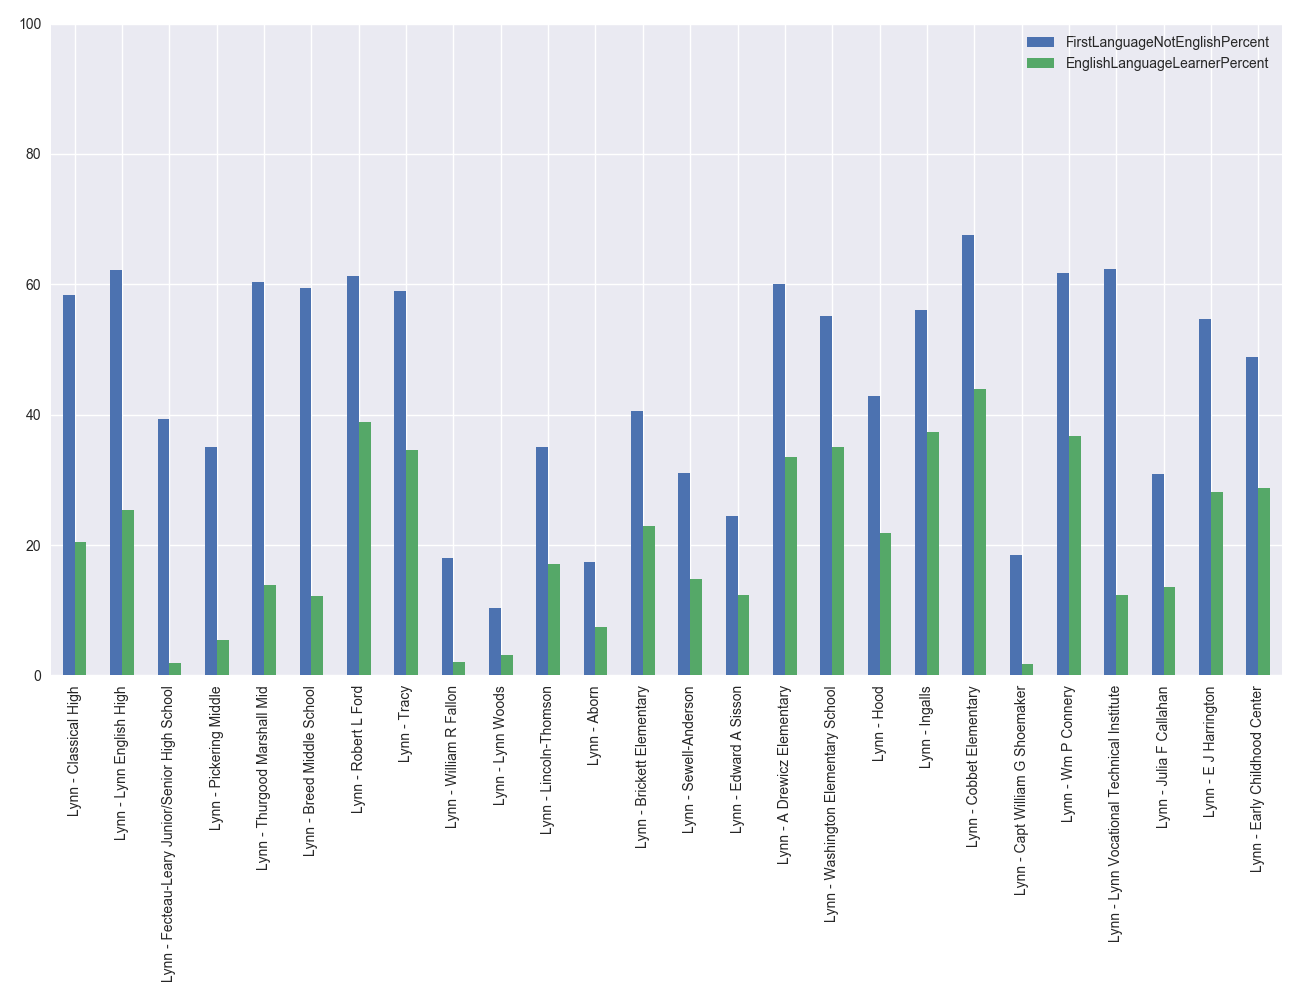 100
80
60
40
20
0
FirstLanguageNotEnglishPercent
EnglishLanguageLearnerPercent
Lynn - Classical High
Lynn - Lynn English High
Lynn - Fecteau-Leary Junior/Senior High School
Lynn - Pickering Middle
Lynn - Thurgood Marshall Mid
Lynn - Breed Middle School
Lynn - Robert L Ford
Lynn - Tracy
Lynn - William R Fallon
Lynn - Lynn Woods
Lynn - Lincoln-Thomson
Lynn - Aborn
Lynn - Brickett Elementary
Lynn - Sewell-Anderson
Lynn - Edward A Sisson
Lynn - A Drewicz Elementary
Lynn - Washington Elementary School
Lynn - Hood
Lynn - Ingalls
Lynn - Cobbet Elementary
Lynn - Capt William G Shoemaker
Lynn - Wm P Connery
Lynn - Lynn Vocational Technical Institute
Lynn - Julia F Callahan
Lynn - E J Harrington
Lynn - Early Childhood Center